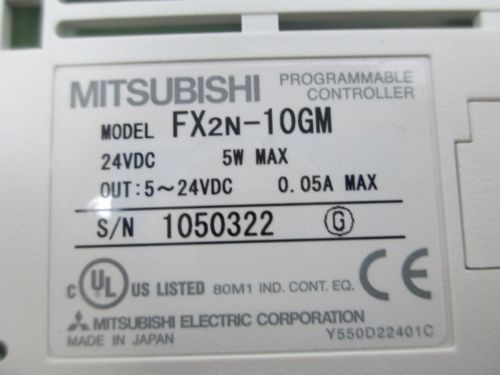 MITSUBISHI PROGRAMMABLE CONTROLLER
MODEL FX2N-10GM
24VDC 5W MAX
OUT:5~24VDC 0.05A MAX
S/N 1050322 G
C UL US LISTED 80M1 IND. CONT. EQ. CE
MITSUBISHI ELECTRIC CORPORATION
MADE IN JAPAN Y550D22401C